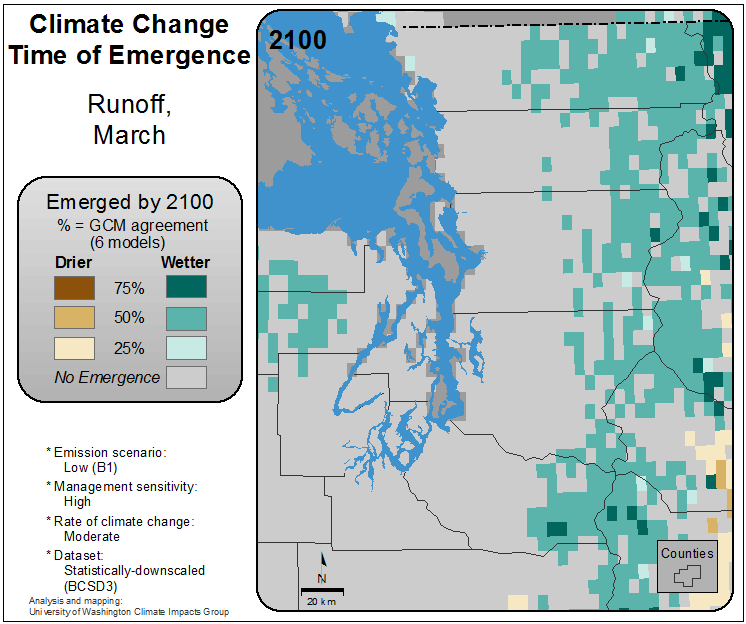 Climate Change
Time of Emergence
Runoff,
March
Emerged by 2100
% = GCM agreement
(6 models)
Drier Wetter
75%
50%
25%
No Emergence
* Emission scenario:
Low (B1)
* Management sensitivity:
High
* Rate of climate change:
Moderate
* Dataset:
Statistically-downscaled
(BCSD3)
Analysis and mapping:
University of Washington Climate Impacts Group
2100
N
20 km
Counties